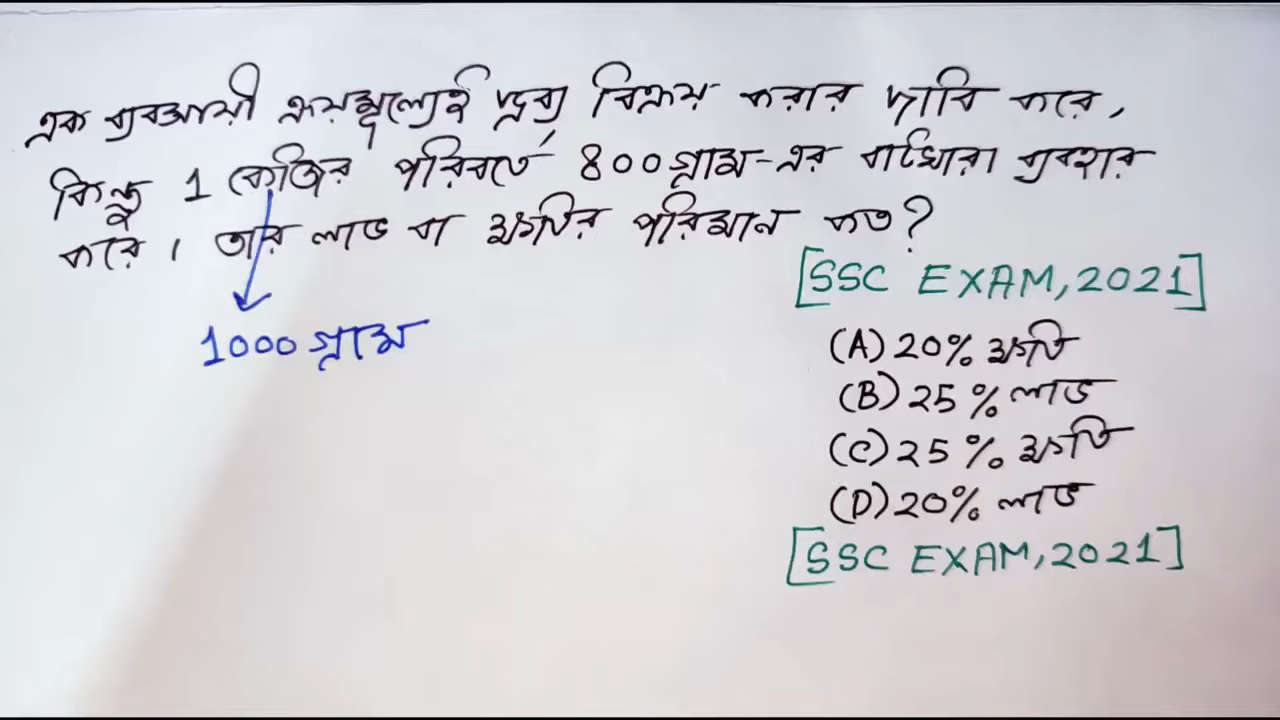 এক ব্যবসায়ী ক্রয়মূল্যেই দ্রব্য বিক্রয় করার দাবি করে,
কিন্তু 1 কেজির পরিবর্তে 800গ্রাম-এর বাটখারা ব্যবহার
করে। তার লাভ বা ক্ষতির পরিমান কত?
[SSC EXAM,2021]
1000 গ্রাম
(A) 20% ক্ষতি
(B) 25% লাভ
(C) 25% ক্ষতি
(D) 20% লাভ
[SSC EXAM,2021]